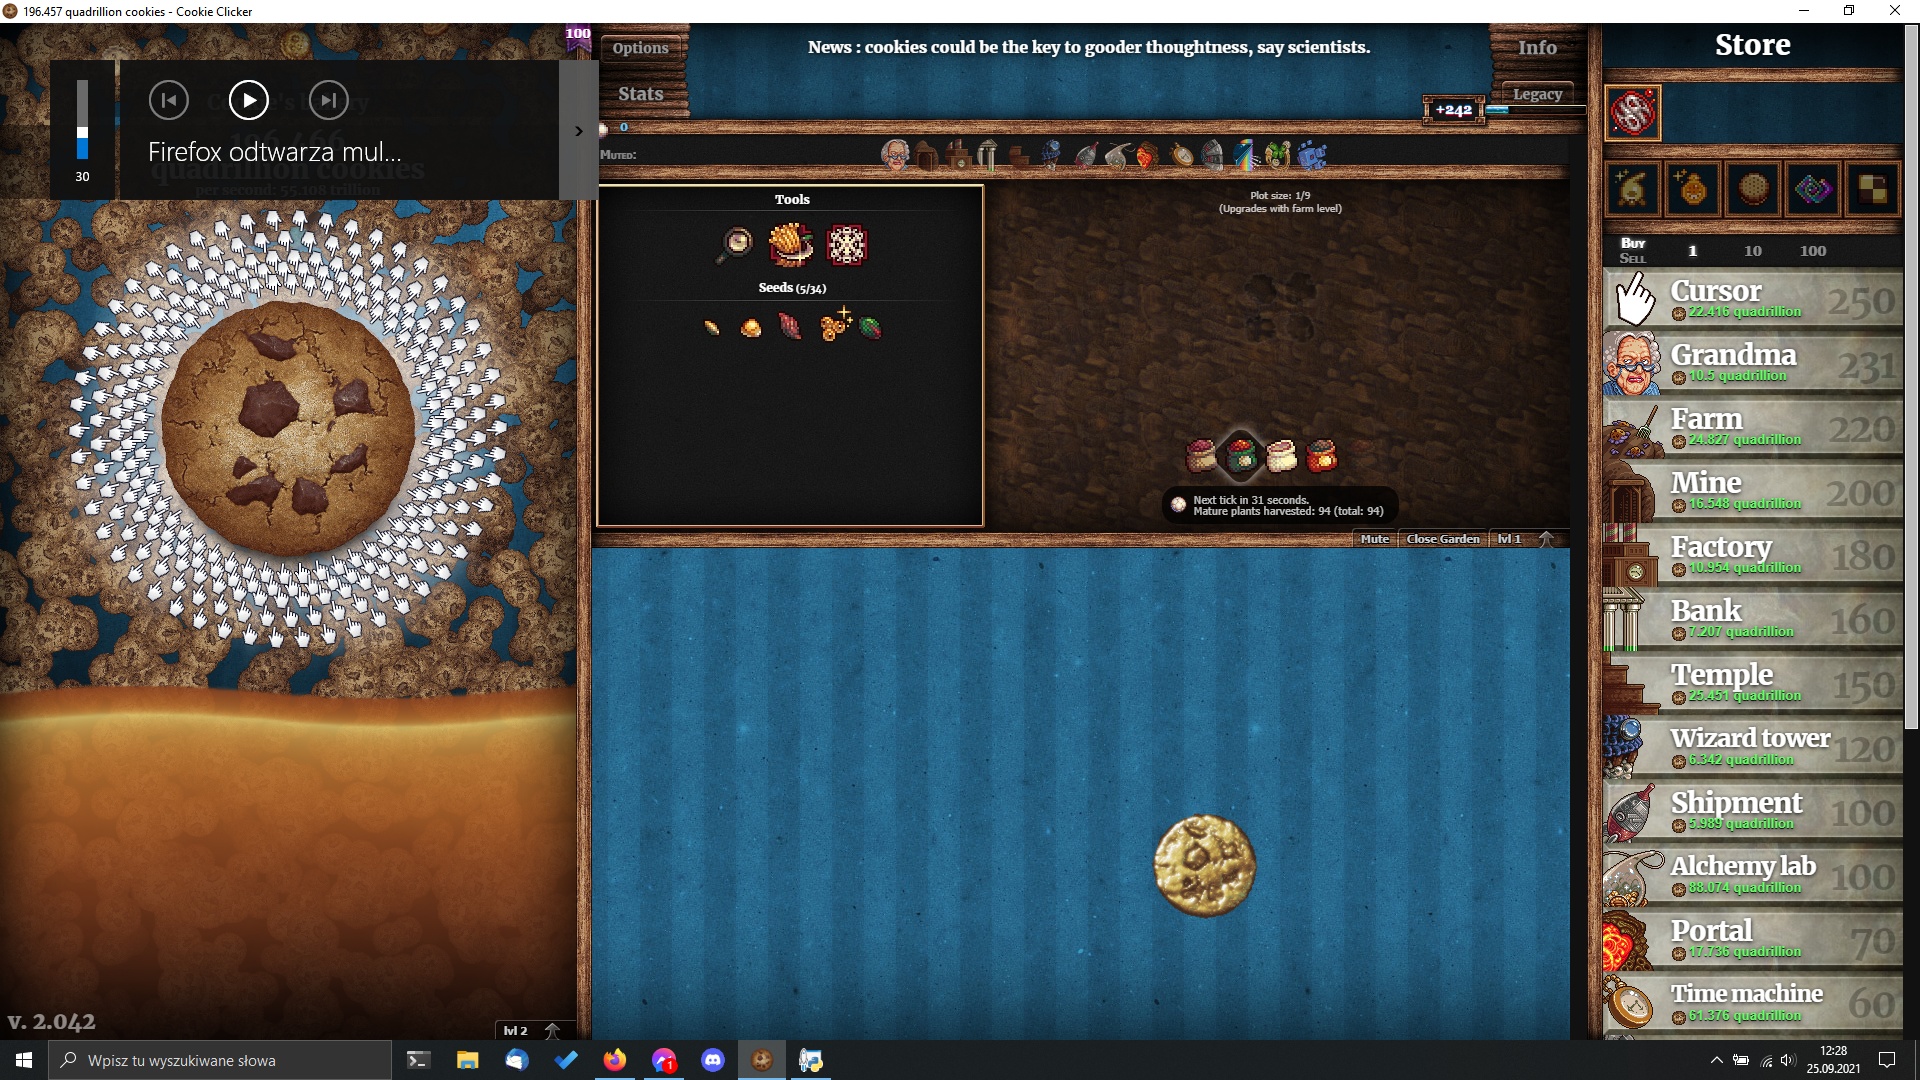 196.457 quadrillion cookies - Cookie Clicker
100
Options
Stats
News : cookies could be the key to gooder thoughtness, say scientists.
Info
Legacy
+242
Store
30
Firefox odtwarza mul...
quadrillion cookies
per second: 55.108 trillion
0
Muted:
Tools
Seeds (5/34)
Plot size: 1/9
(Upgrades with farm level)
Next tick in 31 seconds.
Mature plants harvested: 94 (total: 94)
Mute
Close Garden
lvl 1
Buy
Sell
1
10
100
Cursor
22.416 quadrillion
250
Grandma
10.5 quadrillion
231
Farm
24.827 quadrillion
220
Mine
16.548 quadrillion
200
Factory
10.954 quadrillion
180
Bank
7.207 quadrillion
160
Temple
25.451 quadrillion
150
Wizard tower
6.342 quadrillion
120
Shipment
5.989 quadrillion
100
Alchemy lab
88.074 quadrillion
100
Portal
17.736 quadrillion
70
Time machine
61.376 quadrillion
60
v. 2.042
lvl 2
Wpisz tu wyszukiwane słowa
1
12:28
25.09.2021